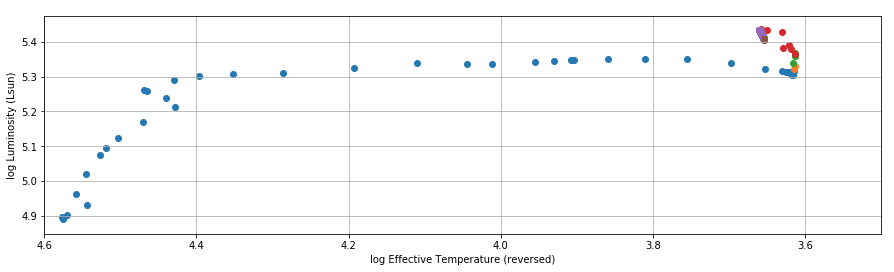 5.4
5.3
5.2
5.1
5.0
4.9
log Luminosity (Lsun)
4.6 4.4 4.2 4.0 3.8 3.6
log Effective Temperature (reversed)